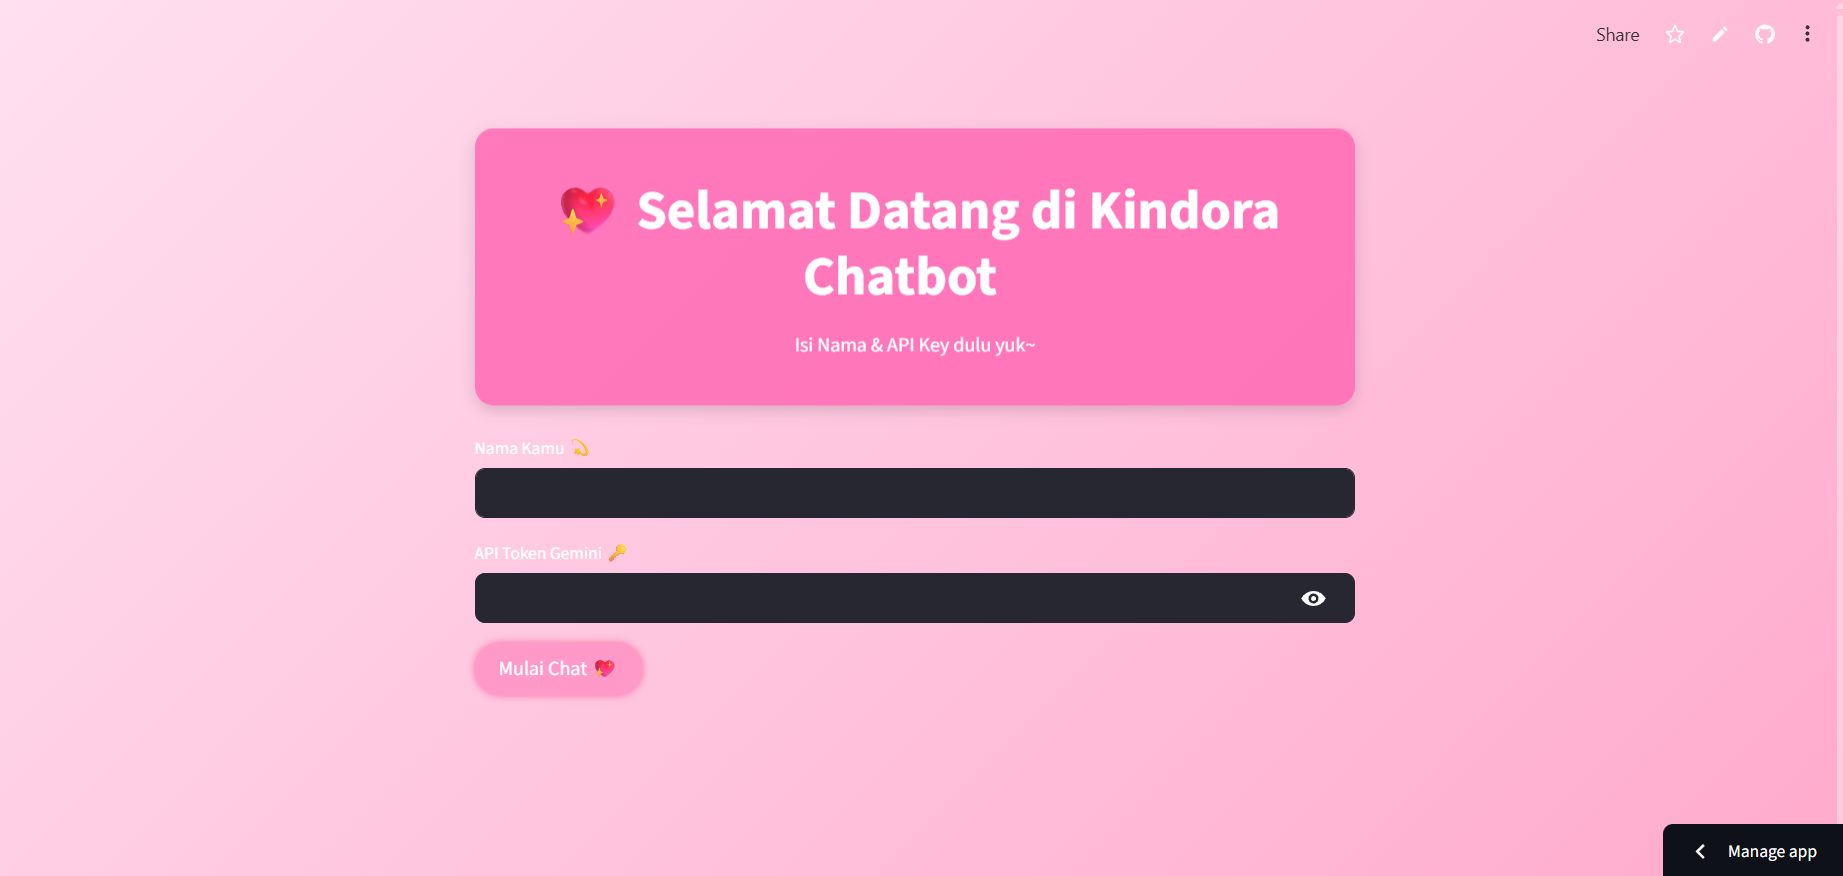 Share
💖 Selamat Datang di Kindora
Chatbot
Isi Nama & API Key dulu yuk~
Nama Kamu 💫
API Token Gemini 🔑
Mulai Chat 💖
Manage app